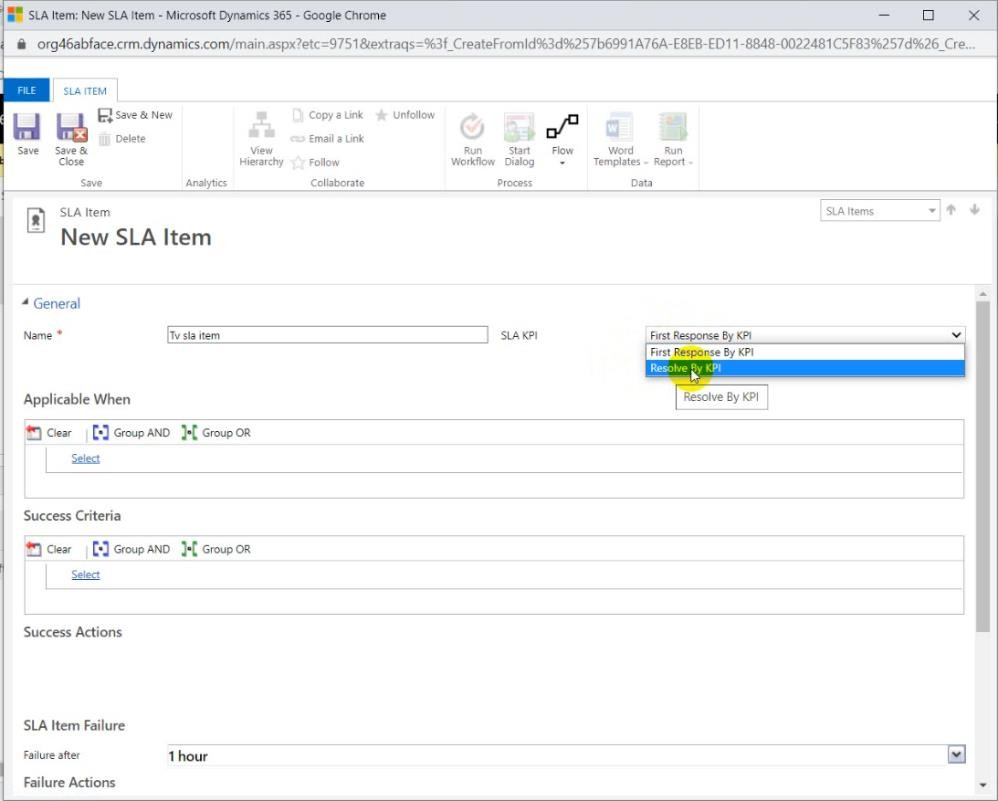 SLA Item: New SLA Item - Microsoft Dynamics 365 - Google Chrome
org46abface.crm.dynamics.com/main.aspx?etc=9751&extraqs=%3f_CreateFromId%3d%257b6991A76A-E8EB-ED11-8848-0022481C5F83%257d%26_Cre...
FILE SLA ITEM
Save
Save & Close
Save & New
Delete
Save
Analytics
View Hierarchy
Copy a Link
Email a Link
Follow
Unfollow
Collaborate
Run Workflow
Start Dialog
Flow
Process
Word Templates
Run Report
Data
SLA Item
New SLA Item
SLA Items
General
Name * Tv sla item SLA KPI First Response By KPI
First Response By KPI
Resolve By KPI
Resolve By KPI
Applicable When
Clear Group AND Group OR
Select
Success Criteria
Clear Group AND Group OR
Select
Success Actions
SLA Item Failure
Failure after 1 hour
Failure Actions